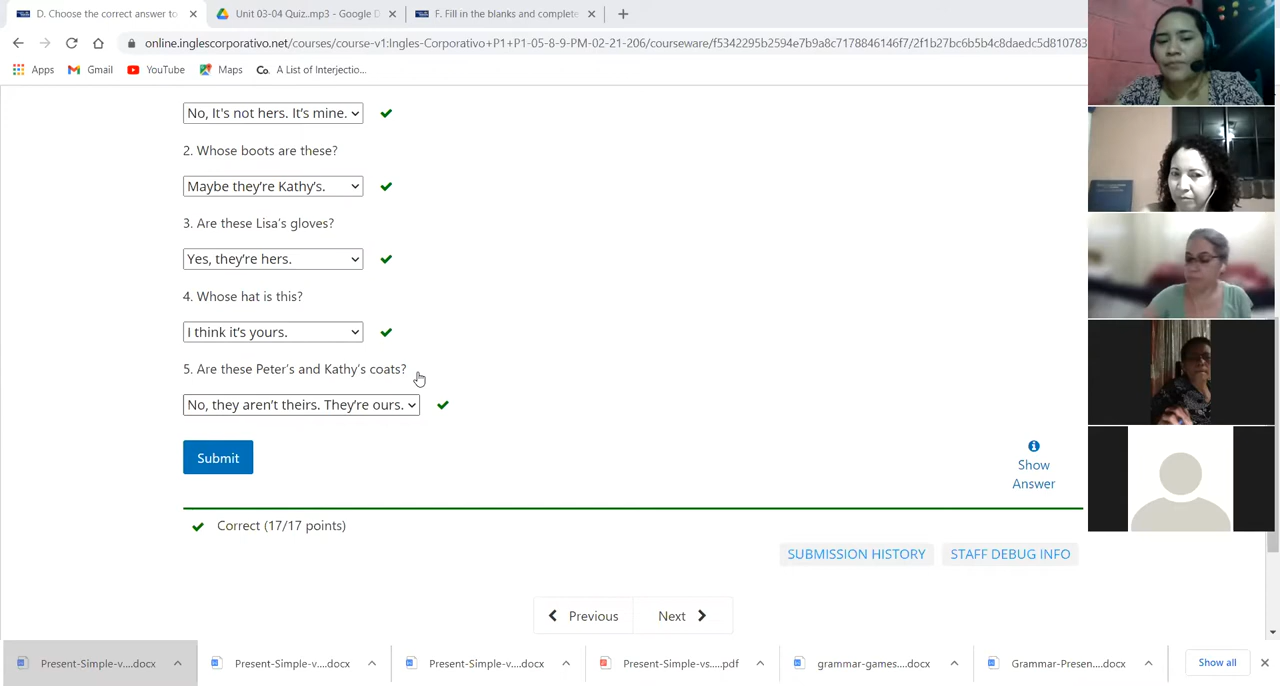 D. Choose the correct answer to
Unit 03-04 Quiz..mp3 - Google D
F. Fill in the blanks and complete
online.inglescorporativo.net/courses/course-v1:Ingles-Corporativo+P1+P1-05-8-9-PM-02-21-206/courseware/f5342295b2594e7b9a8c7178846146f7/2f1b27bc6b5b4c8daedc5d810783
Apps Gmail YouTube Maps Co. A List of Interjectio...
No, It's not hers. It's mine.
2. Whose boots are these?
Maybe they're Kathy's.
3. Are these Lisa's gloves?
Yes, they're hers.
4. Whose hat is this?
I think it's yours.
5. Are these Peter's and Kathy's coats?
No, they aren't theirs. They're ours.
Submit
Show
Answer
Correct (17/17 points)
SUBMISSION HISTORY STAFF DEBUG INFO
Previous Next
Present-Simple-v....docx Present-Simple-v....docx Present-Simple-v....docx Present-Simple-vs.....pdf grammar-games....docx Grammar-Presen....docx Show all